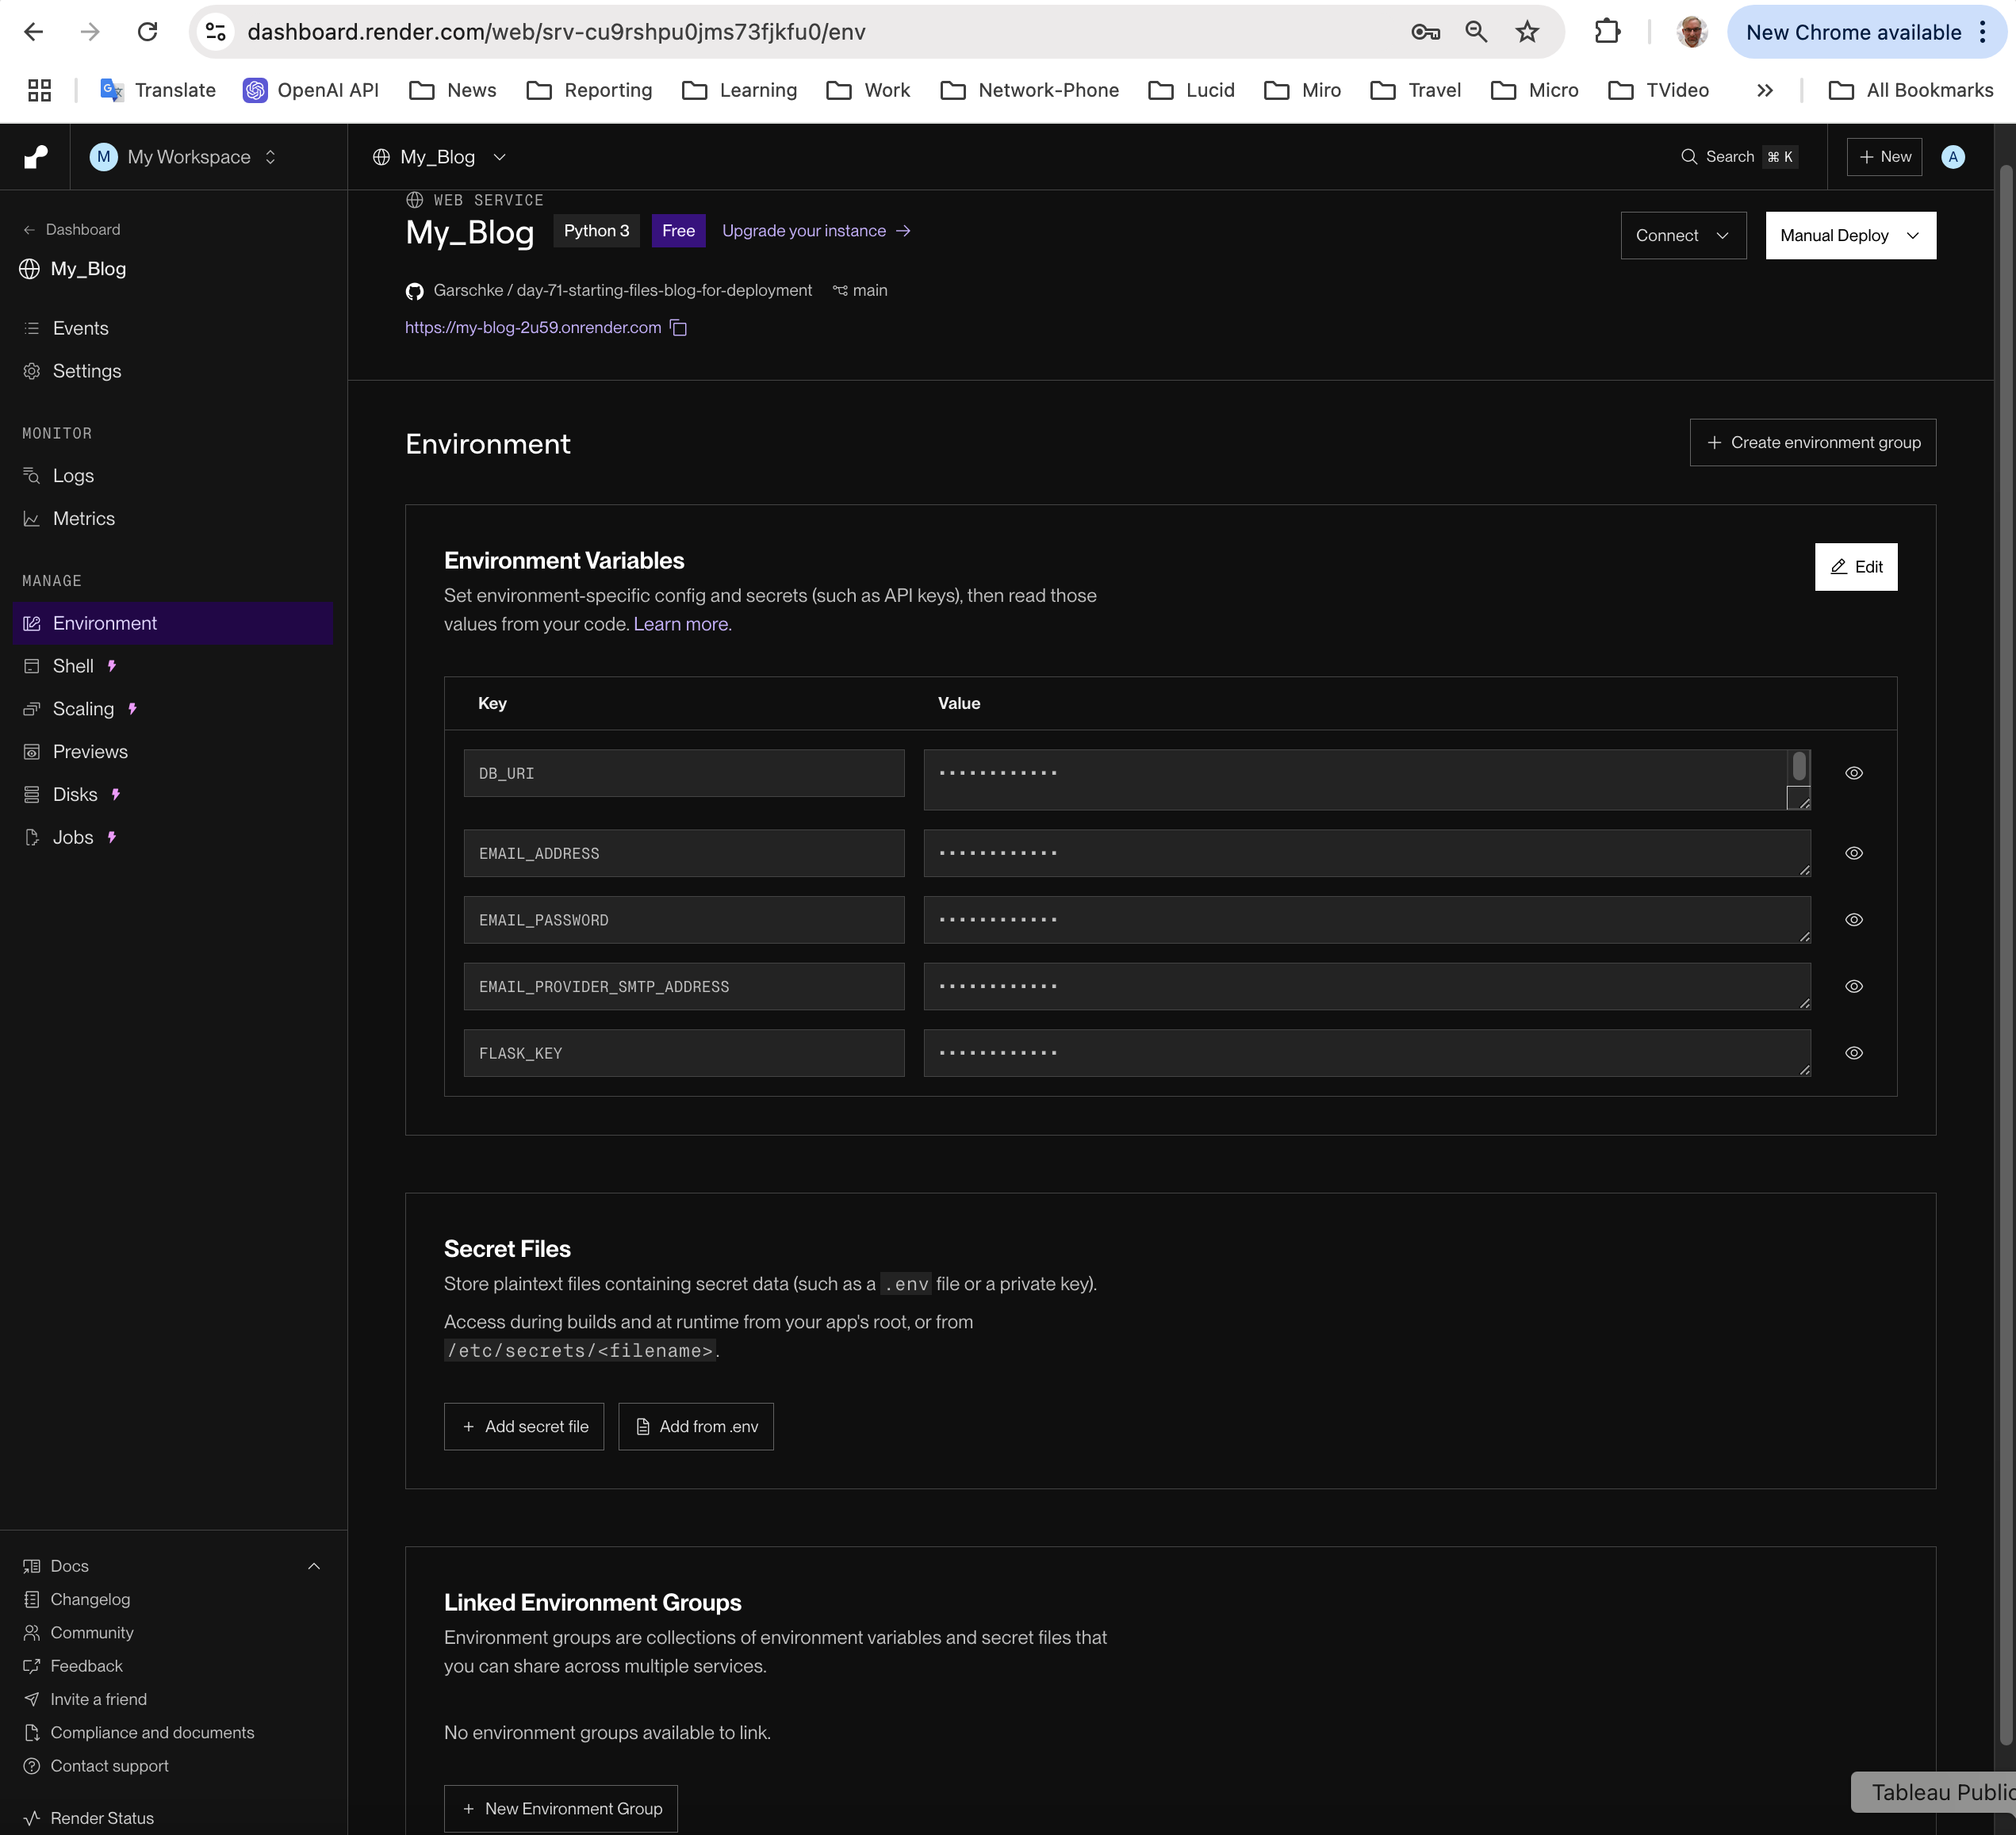 dashboard.render.com/web/srv-cu9rshpu0jms73fjkfu0/env
New Chrome available
Translate
OpenAI API
News
Reporting
Learning
Work
Network-Phone
Lucid
Miro
Travel
Micro
TVideo
All Bookmarks
M My Workspace
My_Blog
Search ⌘ K
+ New
A
Dashboard
My_Blog
Events
Settings
MONITOR
Logs
Metrics
MANAGE
Environment
Shell
Scaling
Previews
Disks
Jobs
Docs
Changelog
Community
Feedback
Invite a friend
Compliance and documents
Contact support
Render Status
WEB SERVICE
My_Blog Python 3 Free Upgrade your instance →
Connect
Manual Deploy
Garschke / day-71-starting-files-blog-for-deployment main
https://my-blog-2u59.onrender.com
Environment
+ Create environment group
Environment Variables
Edit
Set environment-specific config and secrets (such as API keys), then read those
values from your code. Learn more.
Key Value
DB_URI ············
EMAIL_ADDRESS ············
EMAIL_PASSWORD ············
EMAIL_PROVIDER_SMTP_ADDRESS ············
FLASK_KEY ············
Secret Files
Store plaintext files containing secret data (such as a .env file or a private key).
Access during builds and at runtime from your app's root, or from
/etc/secrets/<filename>.
+ Add secret file
Add from .env
Linked Environment Groups
Environment groups are collections of environment variables and secret files that
you can share across multiple services.
No environment groups available to link.
+ New Environment Group
Tableau Public